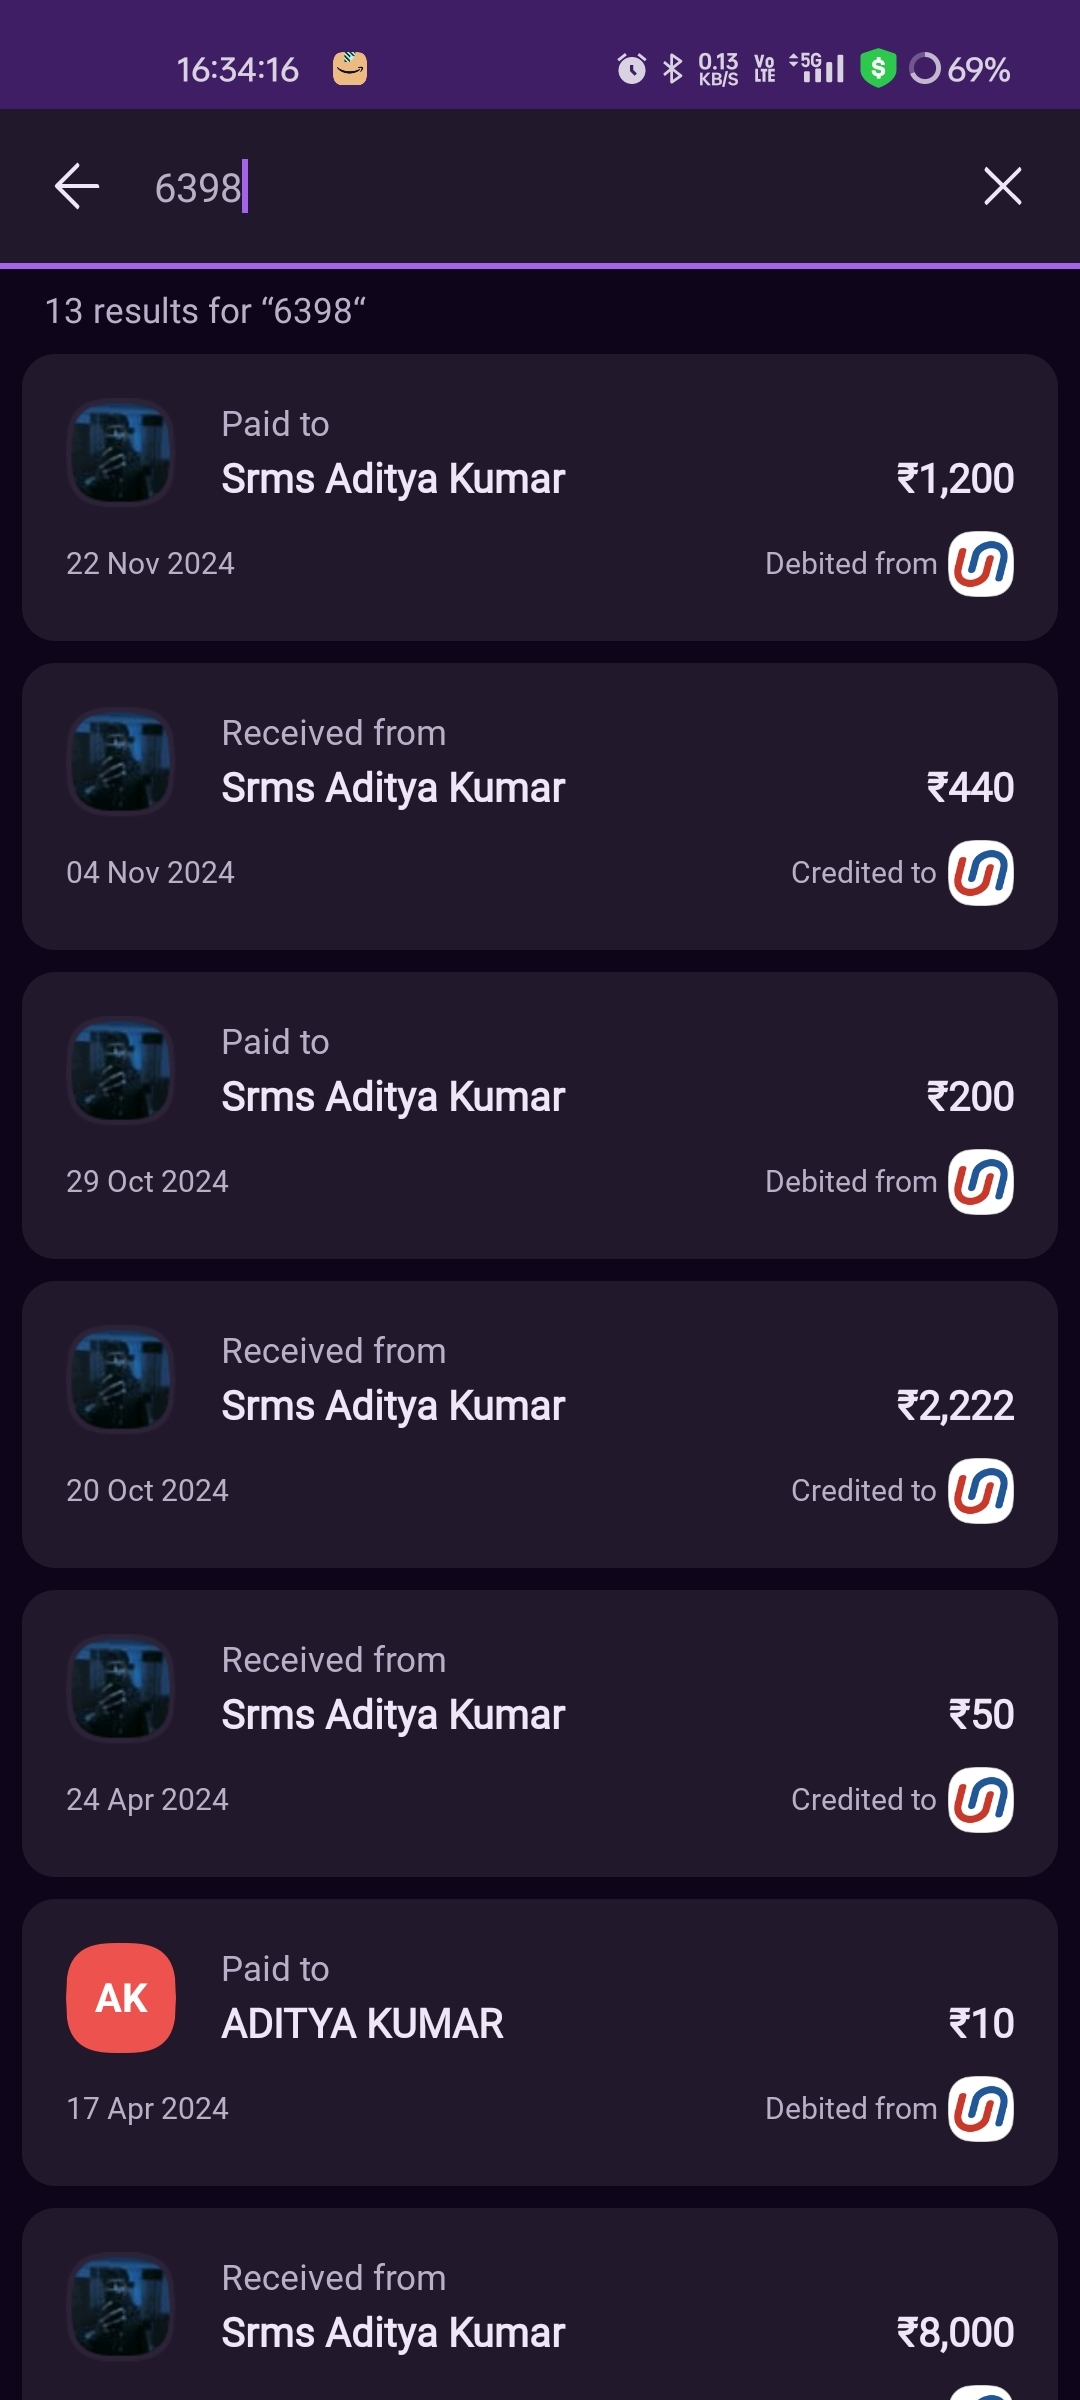 16:34:16 0.13 KB/S Vo LTE 5G $ 69%
6398
13 results for “6398“
Paid to
Srms Aditya Kumar ₹1,200
22 Nov 2024 Debited from
Received from
Srms Aditya Kumar ₹440
04 Nov 2024 Credited to
Paid to
Srms Aditya Kumar ₹200
29 Oct 2024 Debited from
Received from
Srms Aditya Kumar ₹2,222
20 Oct 2024 Credited to
Received from
Srms Aditya Kumar ₹50
24 Apr 2024 Credited to
AK Paid to
ADITYA KUMAR ₹10
17 Apr 2024 Debited from
Received from
Srms Aditya Kumar ₹8,000